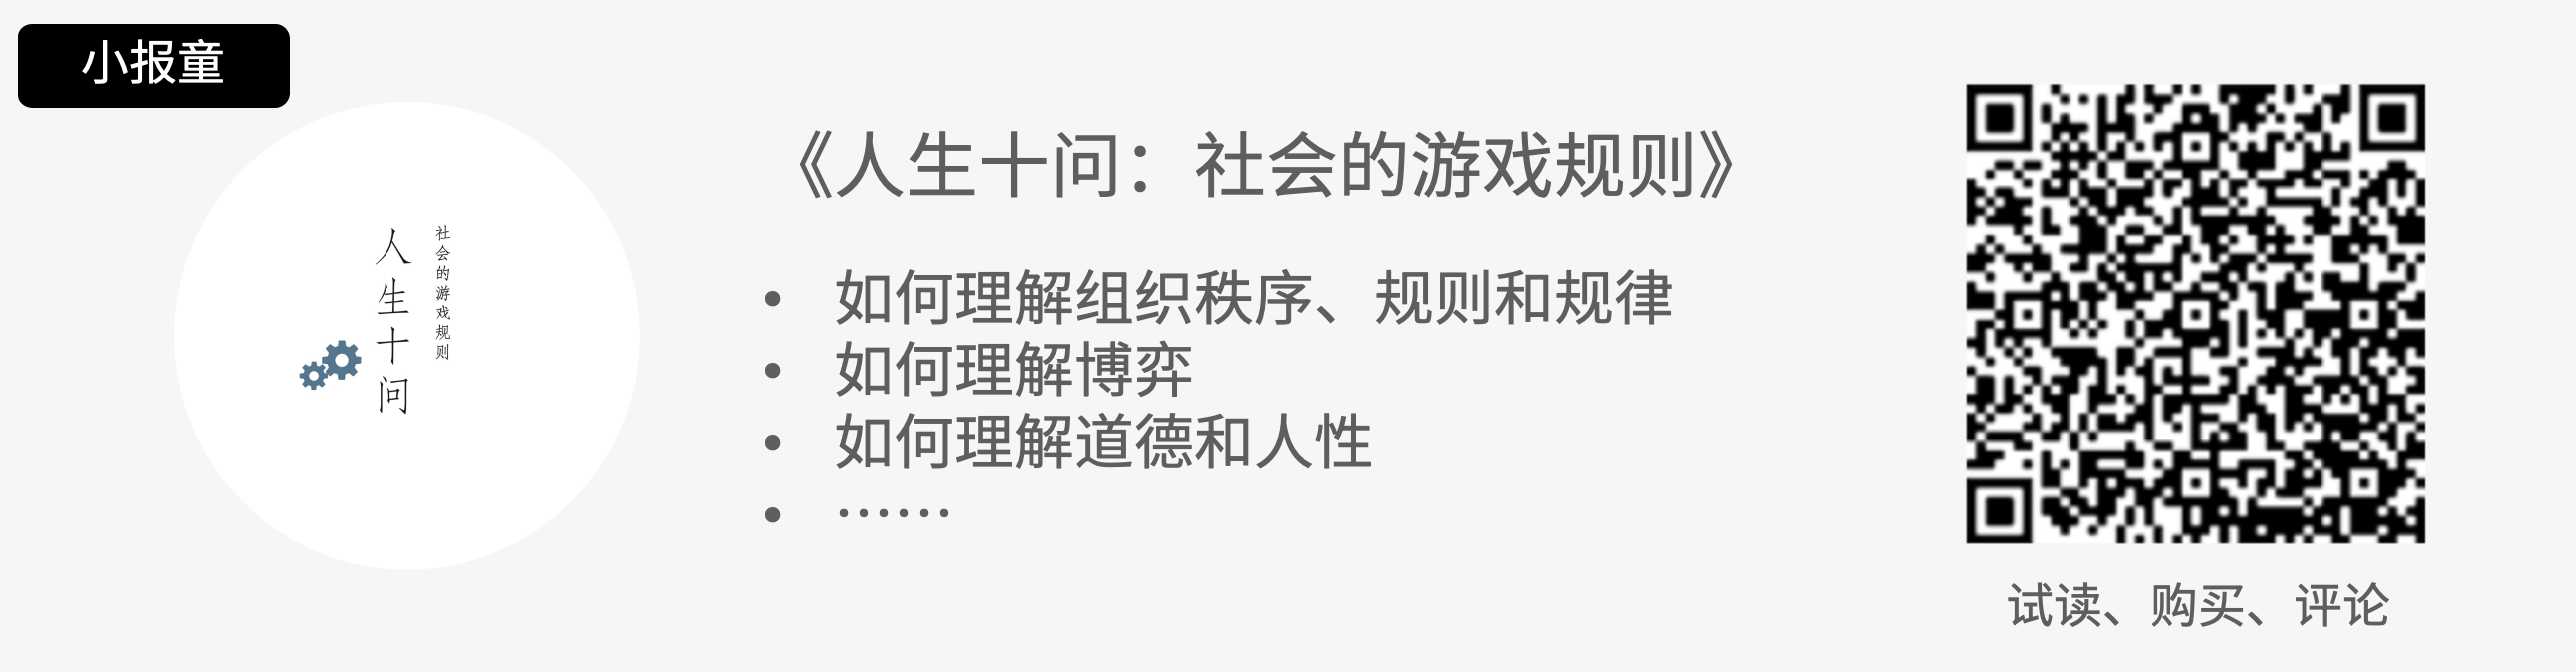 小报童
社会的游戏规则
人生十问
《人生十问：社会的游戏规则》
• 如何理解组织秩序、规则和规律
• 如何理解博弈
• 如何理解道德和人性
• ······
试读、购买、评论